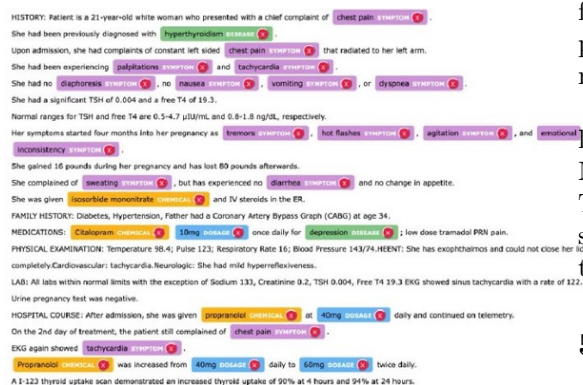 HISTORY: Patient is a 21-year-old white woman who presented with a chief complaint of chest pain SYMPTOM .
She had been previously diagnosed with hyperthyroidism DISEASE .
Upon admission, she had complaints of constant left sided chest pain SYMPTOM that radiated to her left arm.
She had been experiencing palpitations SYMPTOM and tachycardia SYMPTOM .
She had no diaphoresis SYMPTOM , no nausea SYMPTOM , vomiting SYMPTOM , or dyspnea SYMPTOM .
She had a significant TSH of 0.004 and a free T4 of 19.3.
Normal ranges for TSH and free T4 are 0.5-4.7 µIU/mL and 0.8-1.8 ng/dL, respectively.
Her symptoms started four months into her pregnancy as tremors SYMPTOM , hot flashes SYMPTOM , agitation SYMPTOM , and emotional
inconsistency SYMPTOM .
She gained 16 pounds during her pregnancy and has lost 80 pounds afterwards.
She complained of sweating SYMPTOM , but has experienced no diarrhea SYMPTOM and no change in appetite.
She was given isosorbide mononitrate CHEMICAL and IV steroids in the ER.
FAMILY HISTORY: Diabetes, Hypertension, Father had a Coronary Artery Bypass Graph (CABG) at age 34.
MEDICATIONS: Citalopram CHEMICAL 10mg DOSAGE once daily for depression DISEASE ; low dose tramadol PRN pain.
PHYSICAL EXAMINATION: Temperature 98.4; Pulse 123; Respiratory Rate 16; Blood Pressure 143/74.HEENT: She has exophthalmos and could not close her
completely.Cardiovascular: tachycardia.Neurologic: She had mild hyperreflexiveness.
LAB: All labs within normal limits with the exception of Sodium 133, Creatinine 0.2, TSH 0.004, Free T4 19.3 EKG showed sinus tachycardia with a rate of 122.
Urine pregnancy test was negative.
HOSPITAL COURSE: After admission, she was given propranolol CHEMICAL at 40mg DOSAGE daily and continued on telemetry.
On the 2nd day of treatment, the patient still complained of chest pain SYMPTOM .
EKG again showed tachycardia SYMPTOM .
Propranolol CHEMICAL was increased from 40mg DOSAGE daily to 60mg DOSAGE twice daily.
A I-123 thyroid uptake scan demonstrated an increased thyroid uptake of 90% at 4 hours and 94% at 24 hours.